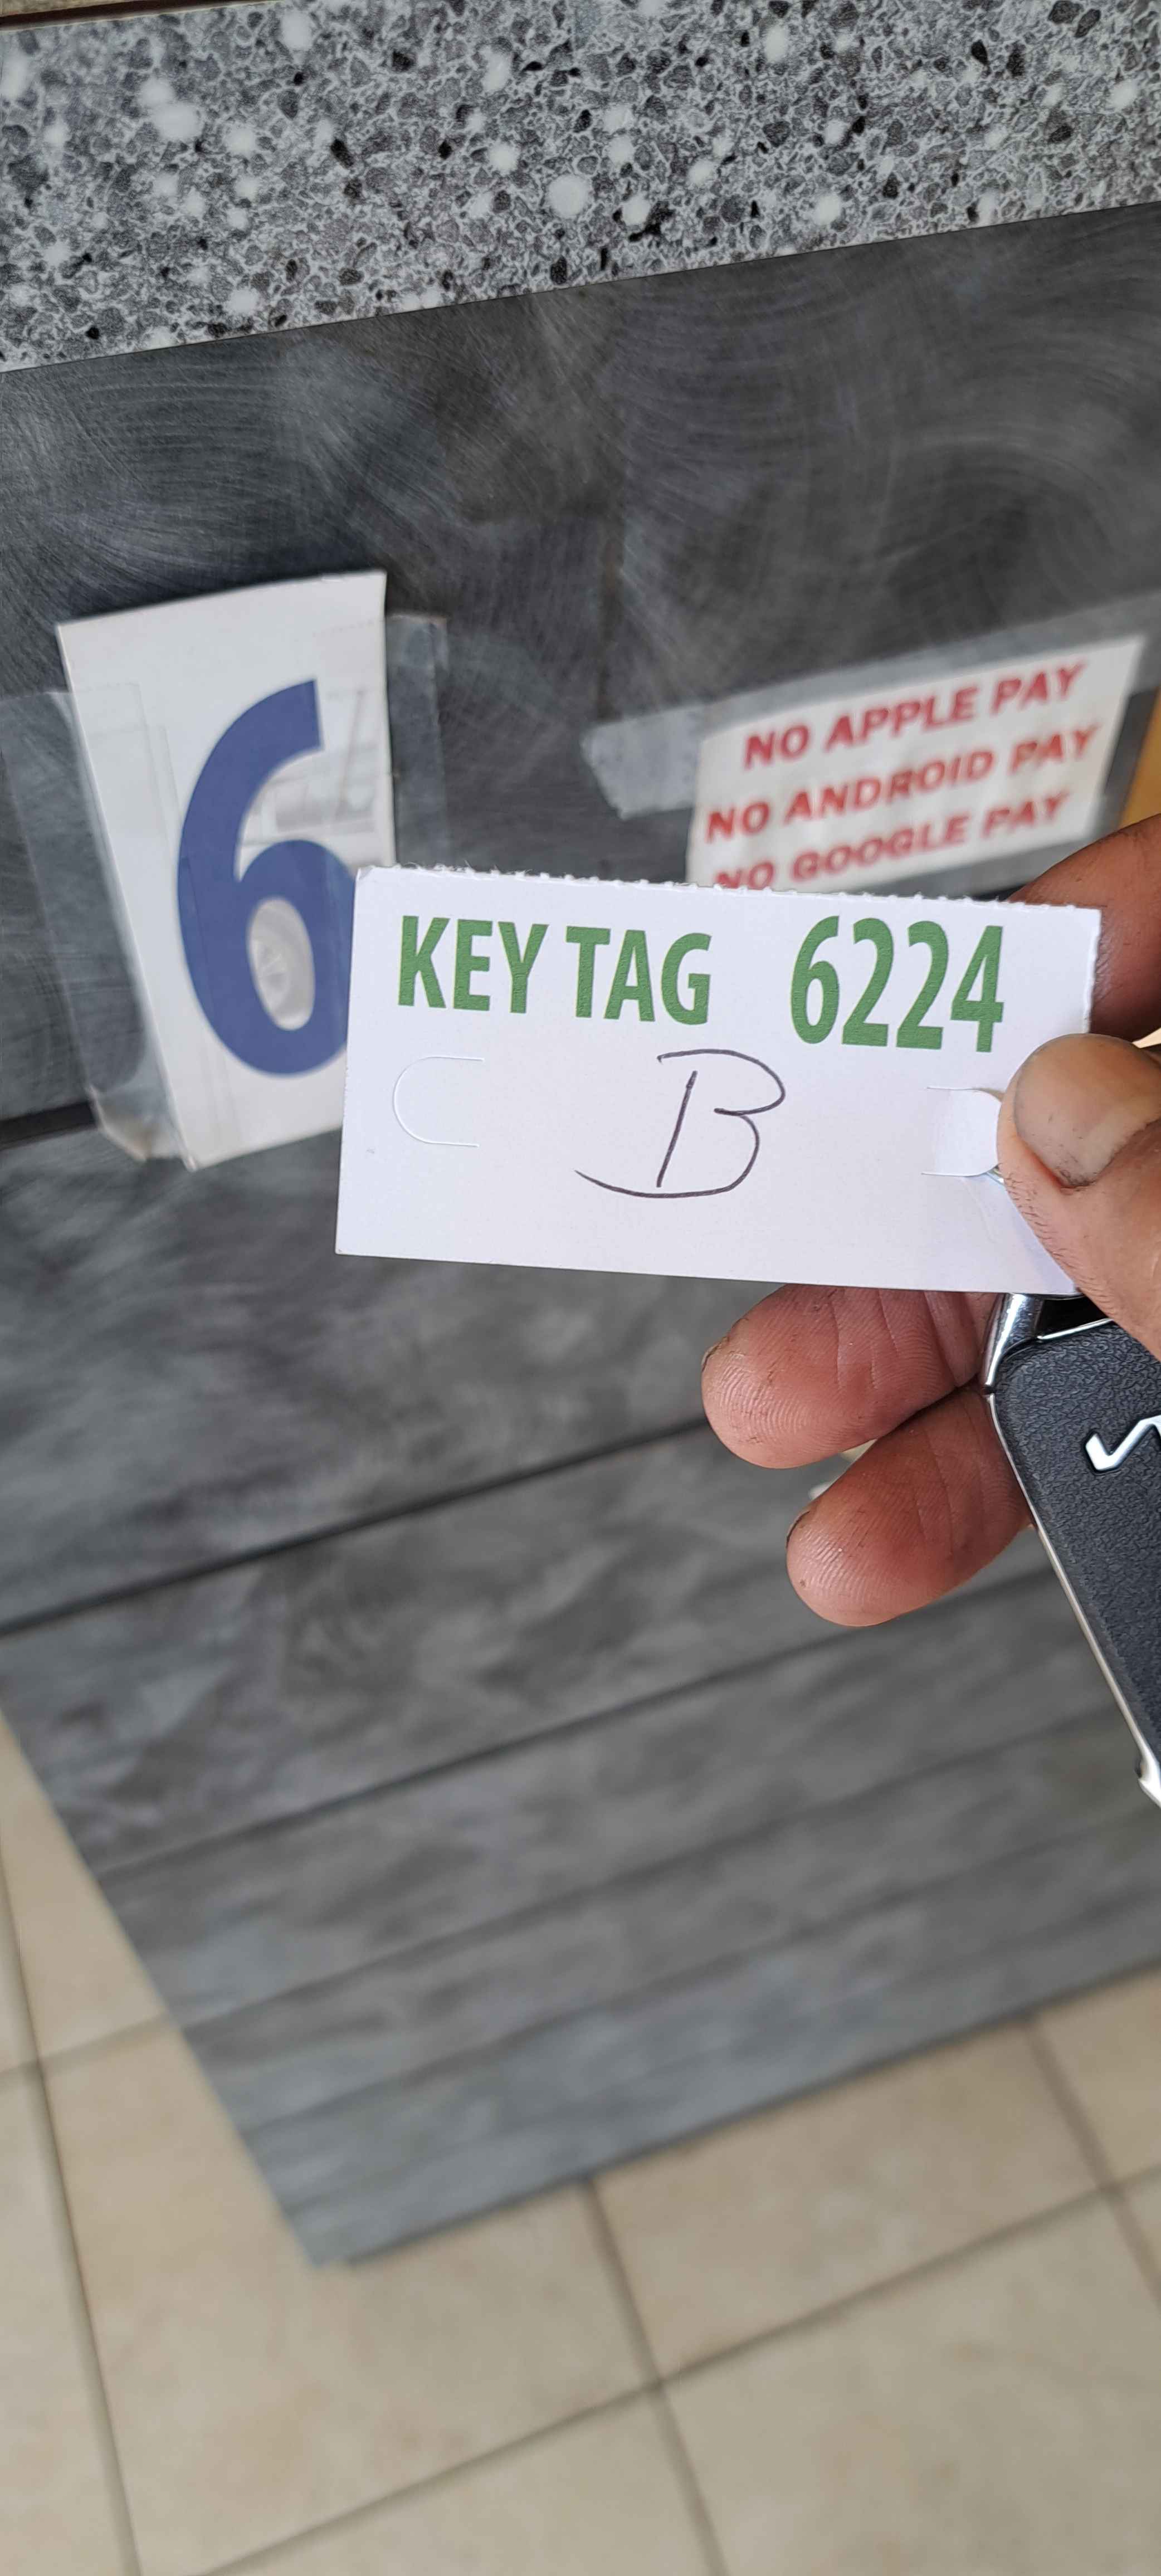 6
NO APPLE PAY
NO ANDROID PAY
NO GOOGLE PAY
KEY TAG 6224
B